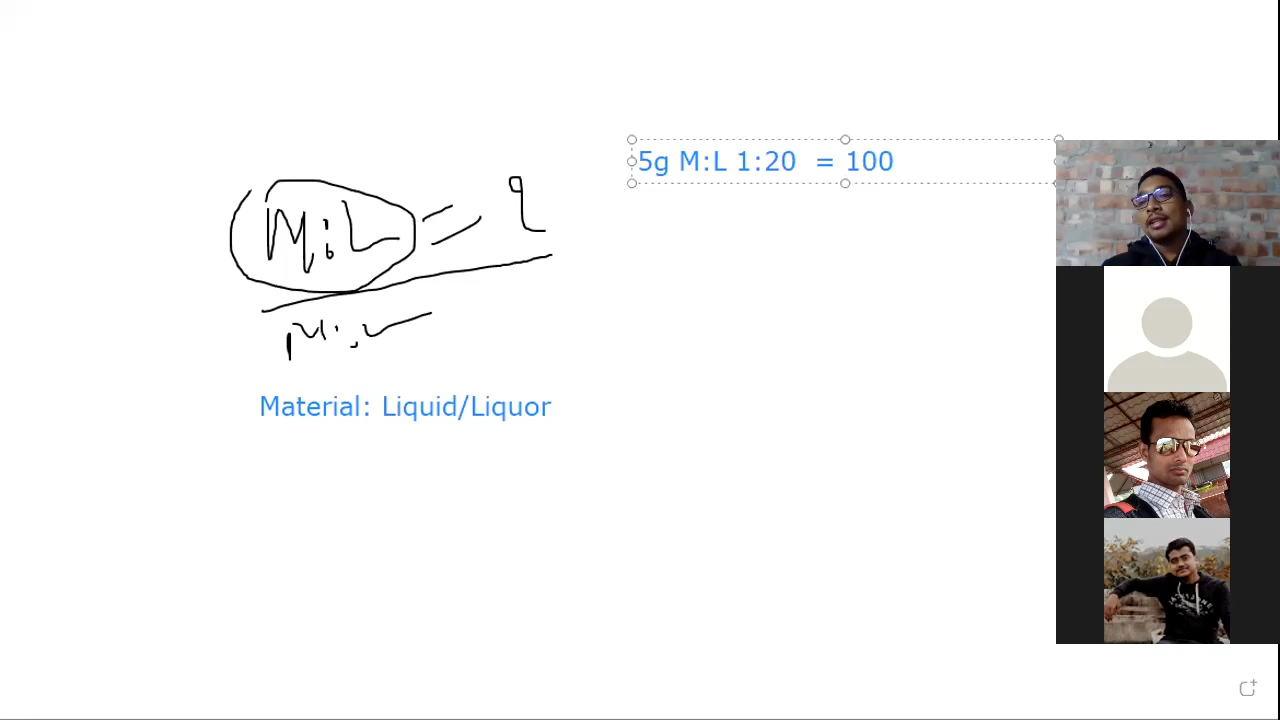 5g M:L 1:20 = 100
M:L =
M:L
Material: Liquid/Liquor